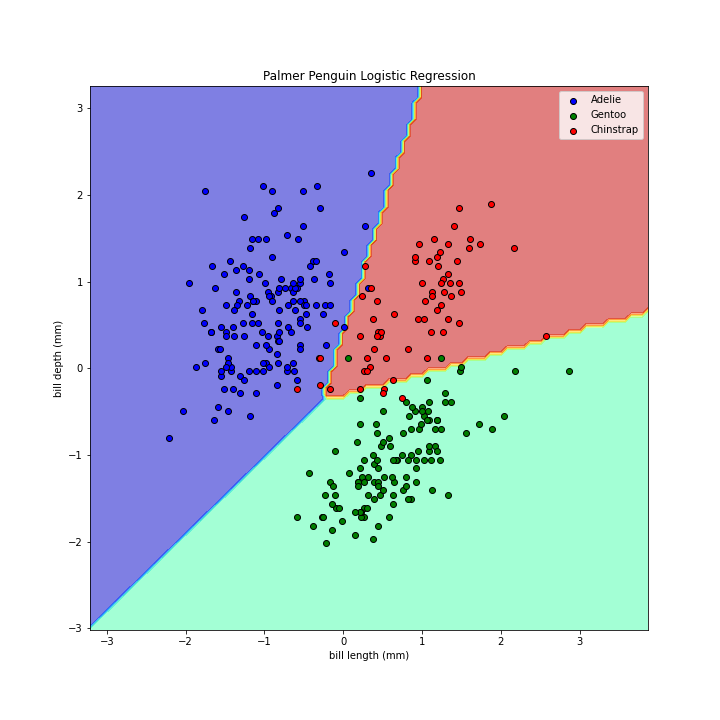 Palmer Penguin Logistic Regression
Adelie
Gentoo
Chinstrap
3
2
1
0
−1
−2
−3
bill depth (mm)
−3
−2
−1
0
1
2
3
bill length (mm)